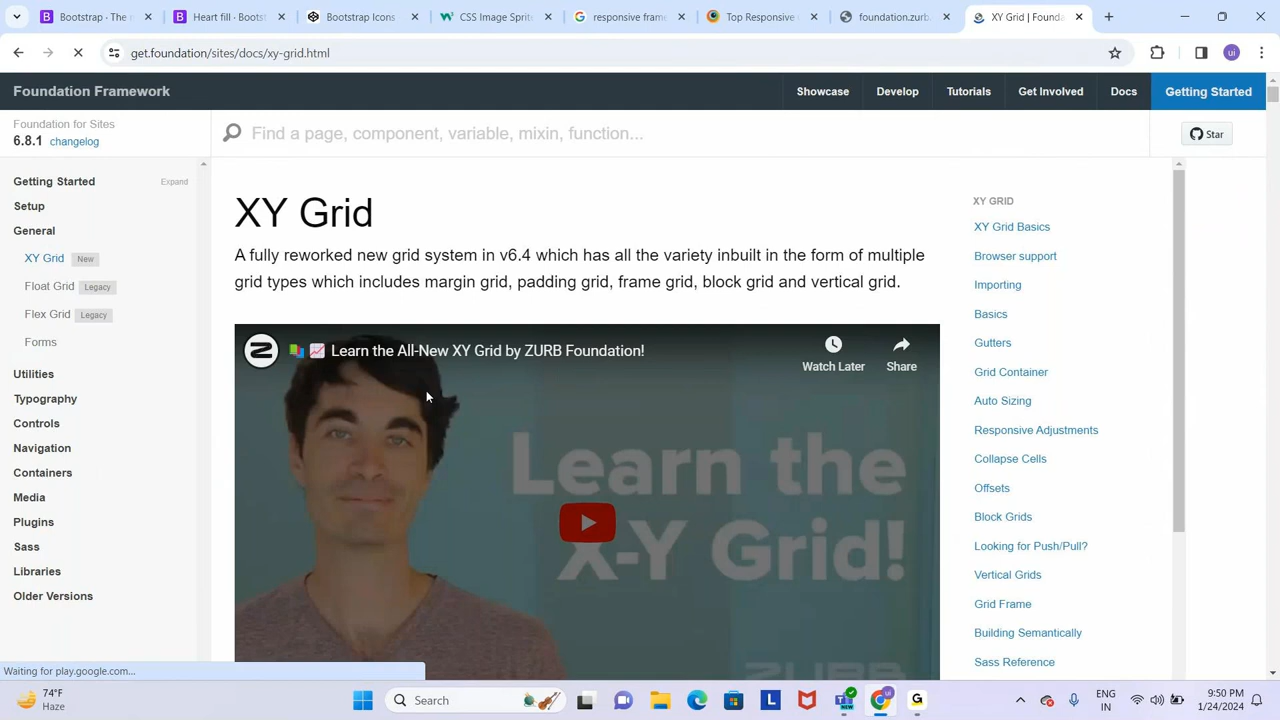 Bootstrap · The m
Heart fill · Bootst
Bootstrap Icons
CSS Image Sprite
responsive frame
Top Responsive
foundation.zurb.
XY Grid | Founda
get.foundation/sites/docs/xy-grid.html
ui
Foundation Framework
Showcase
Develop
Tutorials
Get Involved
Docs
Getting Started
Foundation for Sites
6.8.1 changelog
Find a page, component, variable, mixin, function...
Star
Getting Started
Expand
Setup
General
XY Grid New
Float Grid Legacy
Flex Grid Legacy
Forms
Utilities
Typography
Controls
Navigation
Containers
Media
Plugins
Sass
Libraries
Older Versions
XY Grid
A fully reworked new grid system in v6.4 which has all the variety inbuilt in the form of multiple
grid types which includes margin grid, padding grid, frame grid, block grid and vertical grid.
Learn the All-New XY Grid by ZURB Foundation!
Watch Later
Share
Learn the
X-Y Grid!
ZURB
XY GRID
XY Grid Basics
Browser support
Importing
Basics
Gutters
Grid Container
Auto Sizing
Responsive Adjustments
Collapse Cells
Offsets
Block Grids
Looking for Push/Pull?
Vertical Grids
Grid Frame
Building Semantically
Sass Reference
Waiting for play.google.com...
74°F
Haze
Search
NEW
ui
ENG
IN
9:50 PM
1/24/2024